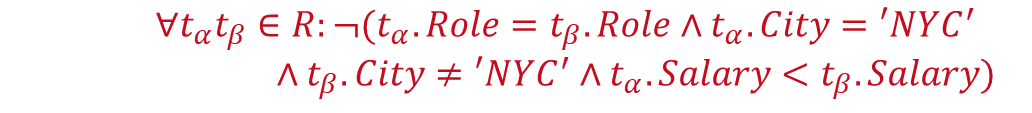 ∀t_α t_β ∈ R: ¬(t_α.Role = t_β.Role ∧ t_α.City = ′NYC′
∧ t_β.City ≠ ′NYC′ ∧ t_α.Salary < t_β.Salary)